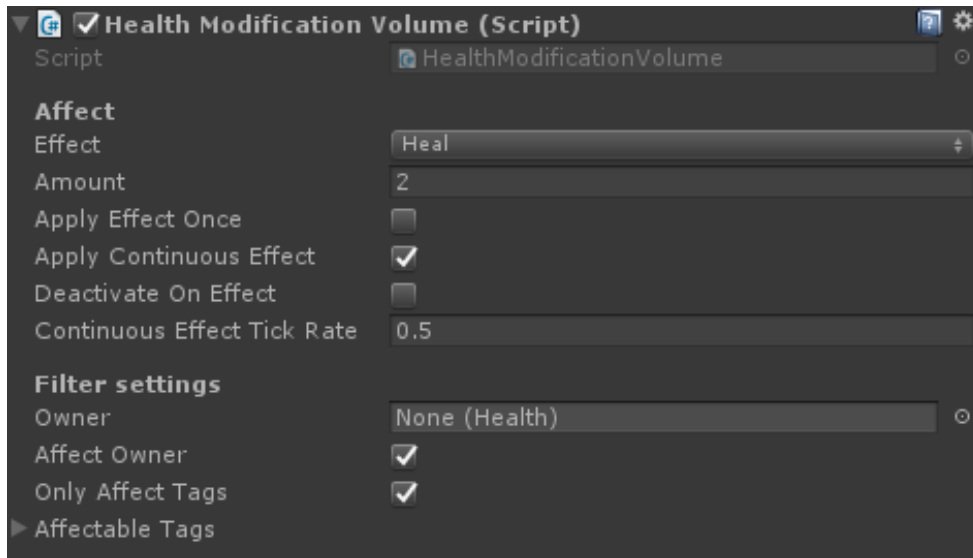 Health Modification Volume (Script)
Script HealthModificationVolume
Affect
Effect Heal
Amount 2
Apply Effect Once
Apply Continuous Effect
Deactivate On Effect
Continuous Effect Tick Rate 0.5
Filter settings
Owner None (Health)
Affect Owner
Only Affect Tags
Affectable Tags